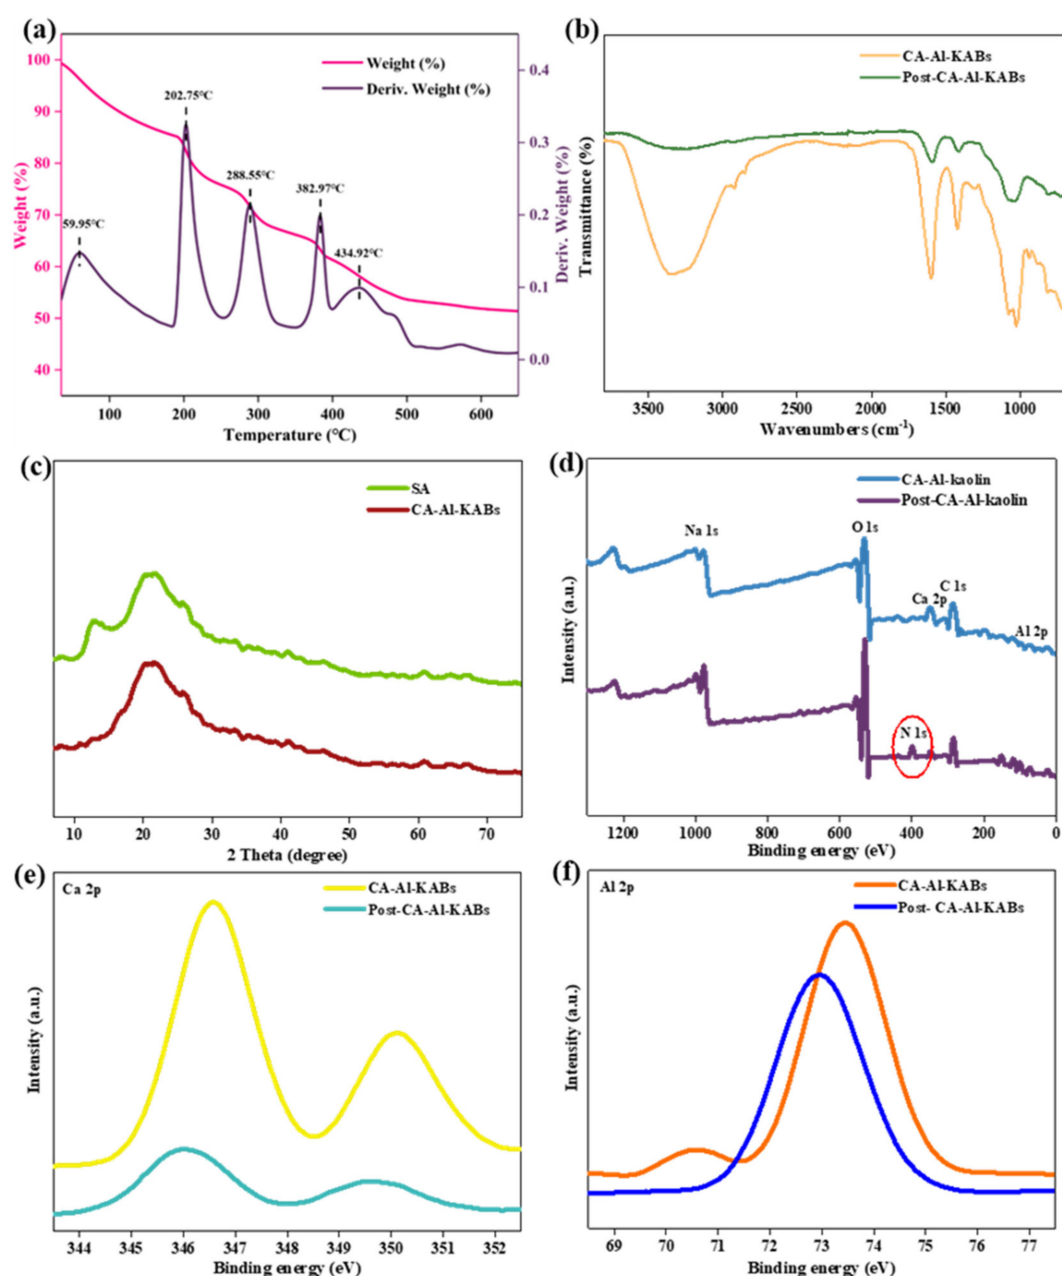 (a)
Weight (%)
Deriv. Weight (%)
100
90
80
70
60
50
40
Weight (%)
0.4
0.3
0.2
0.1
0.0
Deriv. Weight (%)
59.95°C
202.75°C
288.55°C
382.97°C
434.92°C
100 200 300 400 500 600
Temperature (°C)
(b)
CA-Al-KABs
Post-CA-Al-KABs
Transmittance (%)
3500 3000 2500 2000 1500 1000
Wavenumbers (cm-1)
(c)
SA
CA-Al-KABs
10 20 30 40 50 60 70
2 Theta (degree)
(d)
CA-Al-kaolin
Post-CA-Al-kaolin
Na 1s
O 1s
Ca 2p
C 1s
Al 2p
N 1s
Intensity (a.u.)
1200 1000 800 600 400 200 0
Binding energy (eV)
(e)
Ca 2p
CA-Al-KABs
Post-CA-Al-KABs
Intensity (a.u.)
344 345 346 347 348 349 350 351 352
Binding energy (eV)
(f)
Al 2p
CA-Al-KABs
Post- CA-Al-KABs
Intensity (a.u.)
69 70 71 72 73 74 75 76 77
Binding energy (eV)